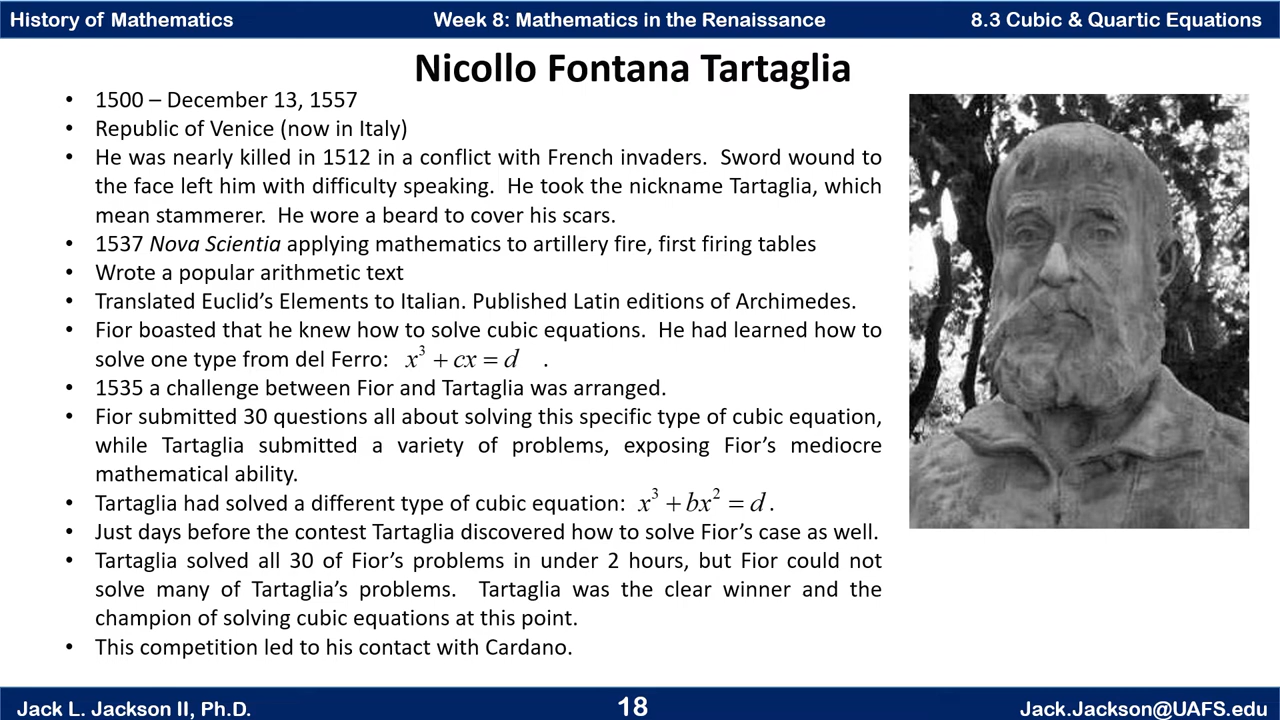 History of Mathematics Week 8: Mathematics in the Renaissance 8.3 Cubic & Quartic Equations
Nicollo Fontana Tartaglia
• 1500 – December 13, 1557
• Republic of Venice (now in Italy)
• He was nearly killed in 1512 in a conflict with French invaders. Sword wound to
the face left him with difficulty speaking. He took the nickname Tartaglia, which
mean stammerer. He wore a beard to cover his scars.
• 1537 Nova Scientia applying mathematics to artillery fire, first firing tables
• Wrote a popular arithmetic text
• Translated Euclid’s Elements to Italian. Published Latin editions of Archimedes.
• Fior boasted that he knew how to solve cubic equations. He had learned how to
solve one type from del Ferro: x³ + cx = d .
• 1535 a challenge between Fior and Tartaglia was arranged.
• Fior submitted 30 questions all about solving this specific type of cubic equation,
while Tartaglia submitted a variety of problems, exposing Fior’s mediocre
mathematical ability.
• Tartaglia had solved a different type of cubic equation: x³ + bx² = d.
• Just days before the contest Tartaglia discovered how to solve Fior’s case as well.
• Tartaglia solved all 30 of Fior’s problems in under 2 hours, but Fior could not
solve many of Tartaglia’s problems. Tartaglia was the clear winner and the
champion of solving cubic equations at this point.
• This competition led to his contact with Cardano.
Jack L. Jackson II, Ph.D. 18 Jack.Jackson@UAFS.edu